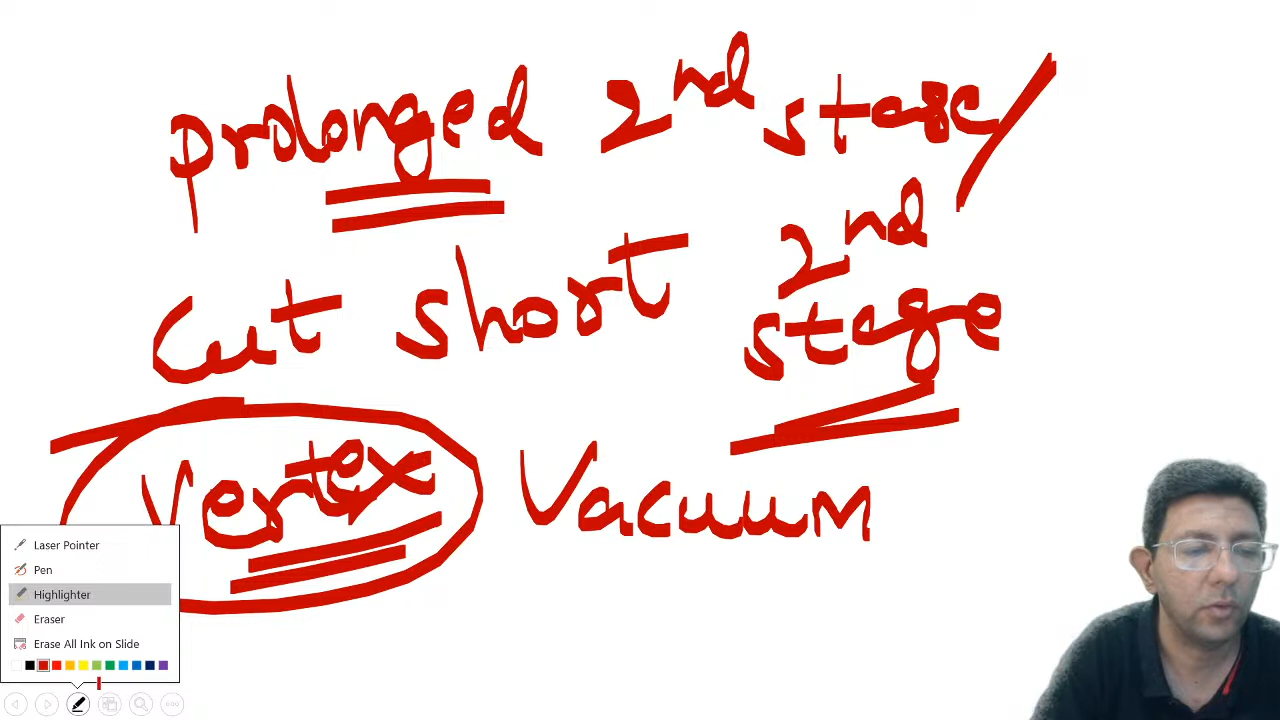 prolonged 2nd stage/
Cut short 2nd
stage
Vertex Vacuum
Laser Pointer
Pen
Highlighter
Eraser
Erase All Ink on Slide